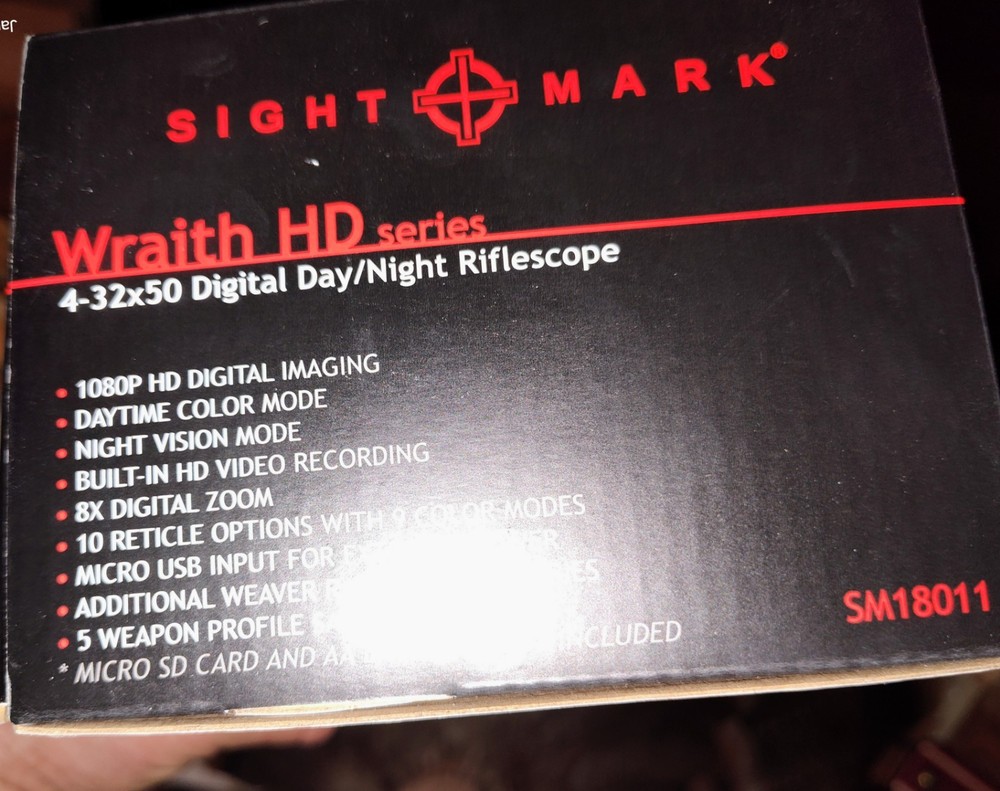 SIGHTMARK®
Wraith HD series
4-32x50 Digital Day/Night Riflescope
• 1080P HD DIGITAL IMAGING
• DAYTIME COLOR MODE
• NIGHT VISION MODE
• BUILT-IN HD VIDEO RECORDING
• 8X DIGITAL ZOOM
• 10 RETICLE OPTIONS WITH 9 COLOR MODES
• MICRO USB INPUT FOR
• ADDITIONAL WEAVER
• 5 WEAPON PROFILE
* MICRO SD CARD AND AA INCLUDED
SM18011